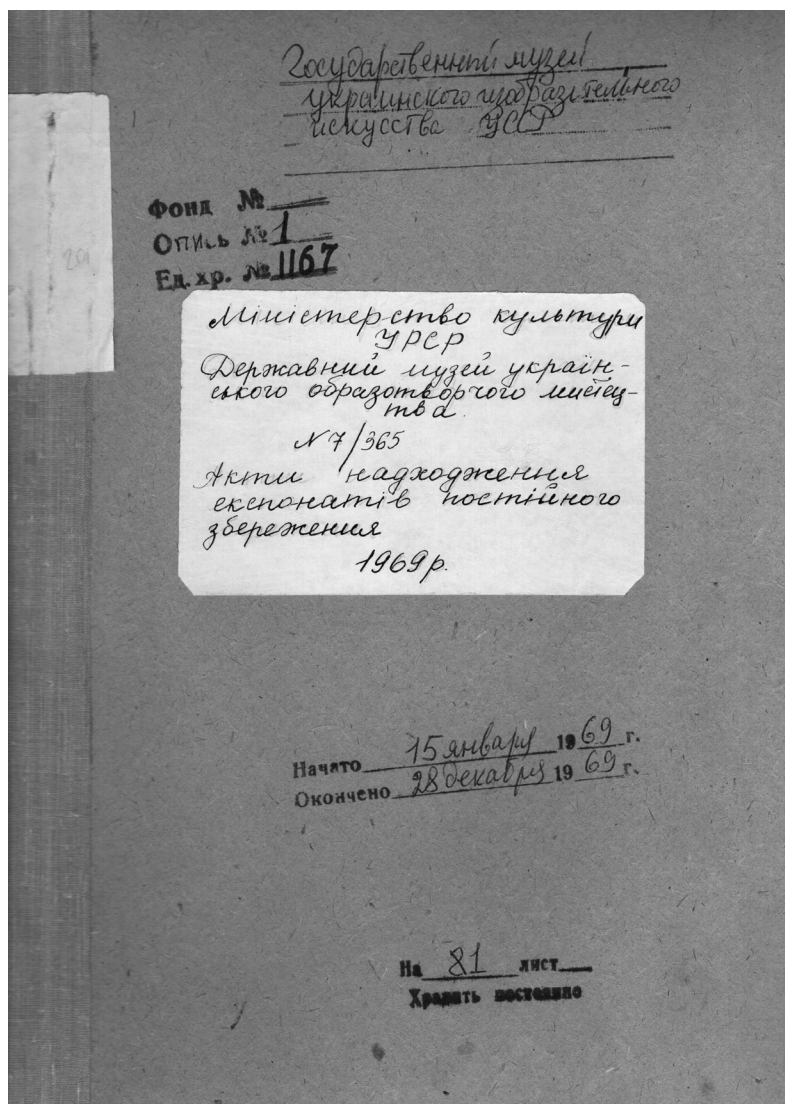 Государственный музей
украинского изобразительного
искусства УССР
Фонд №
Опись № 1
Ед. хр. № 1167
201
Міністерство культури
УРСР
Державний музей україн-
ського образотворчого мистец-
тва.
N 7/365
Акти надходження
експонатів постійного
збереження
1969 р.
Начато 15 января 1969 г.
Окончено 28 декабря 1969 г.
На 81 лист
Хранить постоянно